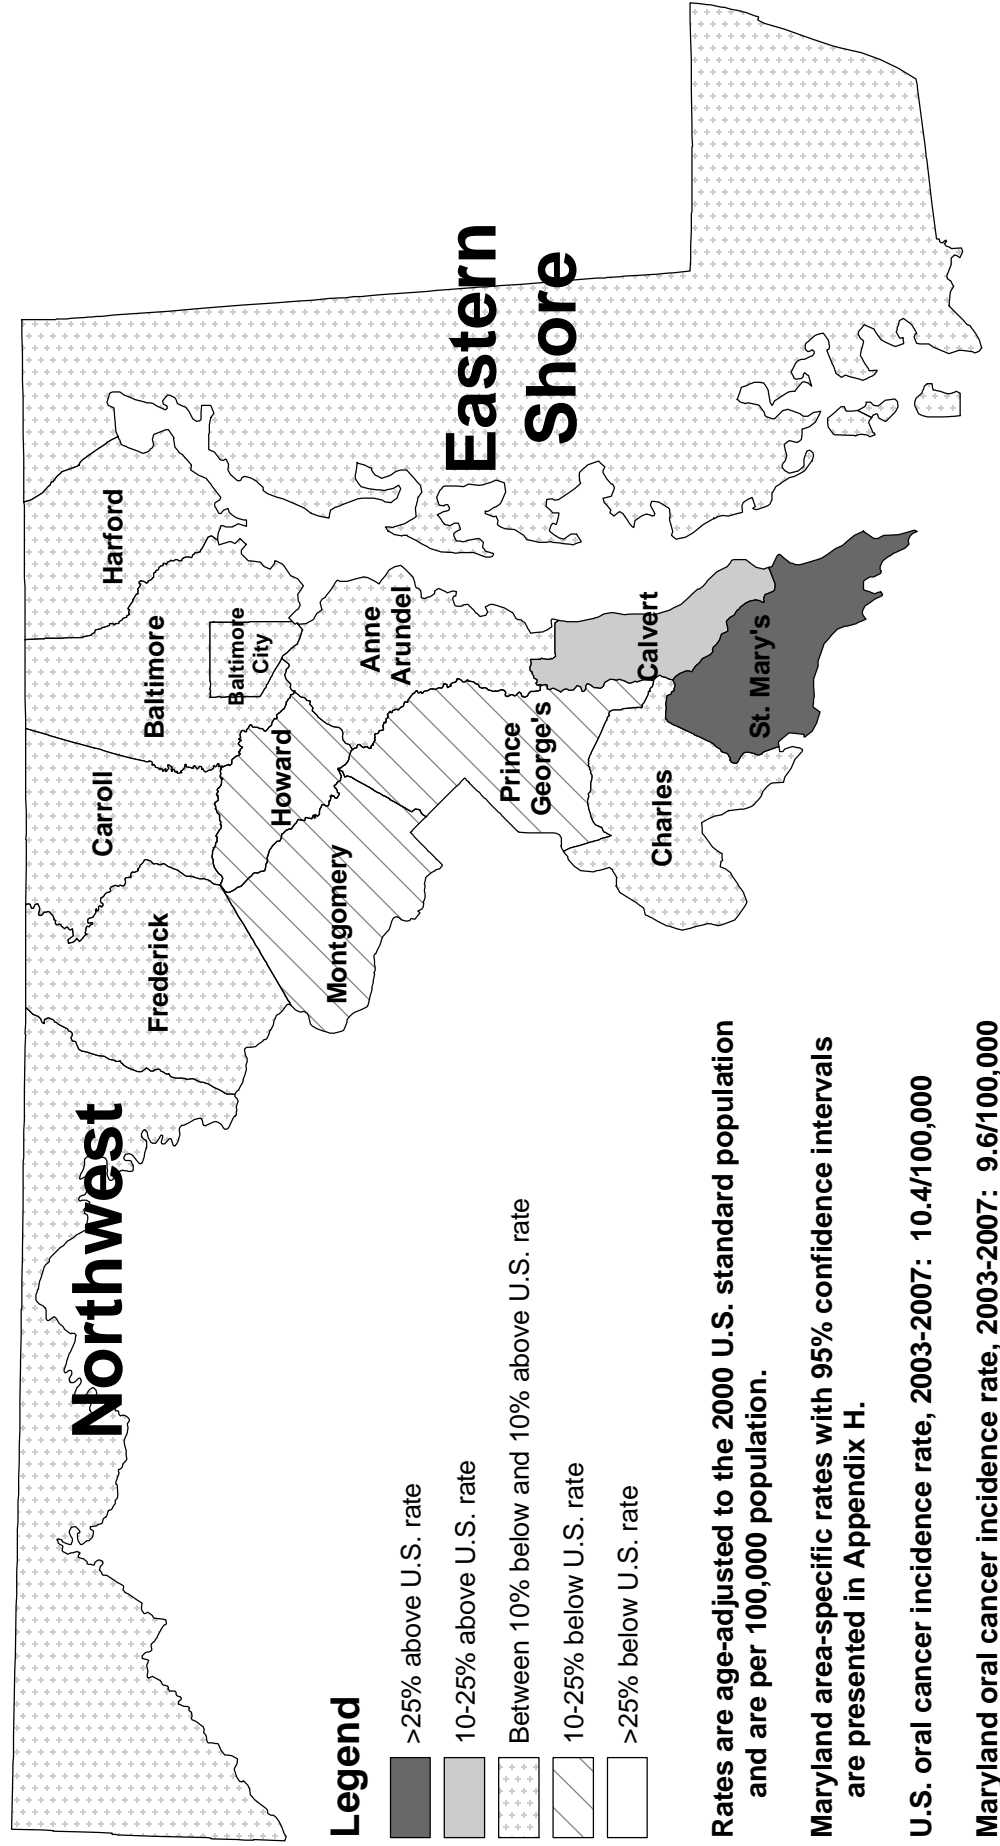 Northwest
Frederick
Carroll
Baltimore
Harford
Baltimore
City
Howard
Montgomery
Anne
Arundel
Prince
George's
Eastern
Shore
Charles
Calvert
St. Mary's
Legend
>25% above U.S. rate
10-25% above U.S. rate
Between 10% below and 10% above U.S. rate
10-25% below U.S. rate
>25% below U.S. rate
Rates are age-adjusted to the 2000 U.S. standard population
and are per 100,000 population.
Maryland area-specific rates with 95% confidence intervals
are presented in Appendix H.
U.S. oral cancer incidence rate, 2003-2007: 10.4/100,000
Maryland oral cancer incidence rate, 2003-2007: 9.6/100,000